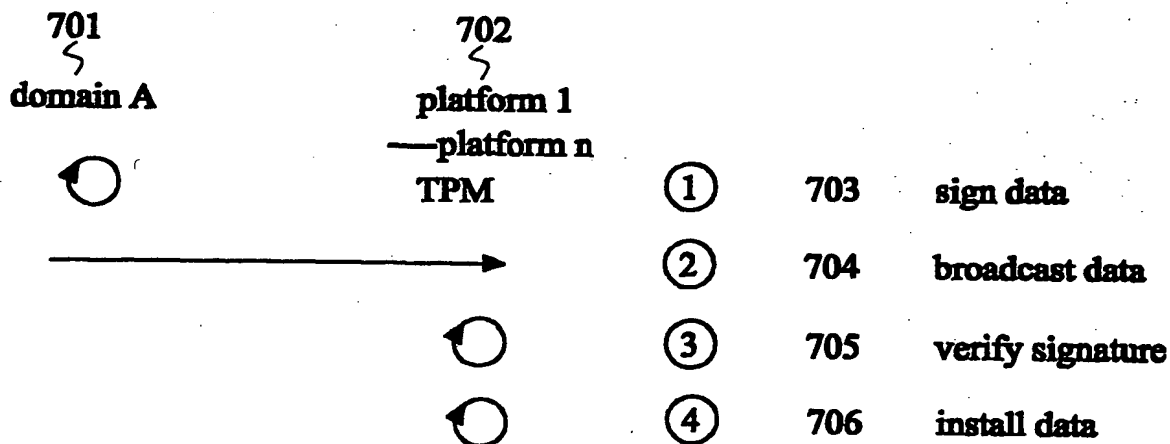 701 702
domain A platform 1
platform n
TPM ① 703 sign data
② 704 broadcast data
③ 705 verify signature
④ 706 install data